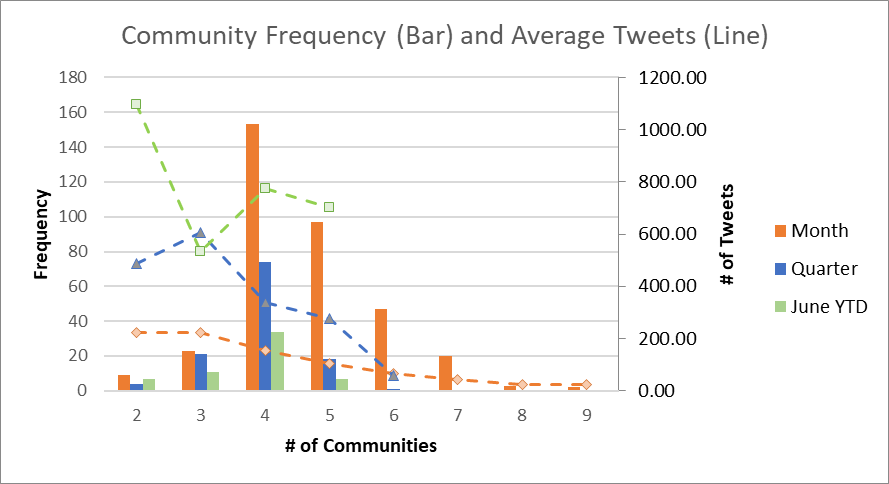 Community Frequency (Bar) and Average Tweets (Line)
180
160
140
120
100
80
60
40
20
0
Frequency
1200.00
1000.00
800.00
600.00
400.00
200.00
0.00
# of Tweets
2 3 4 5 6 7 8 9
# of Communities
Month
Quarter
June YTD